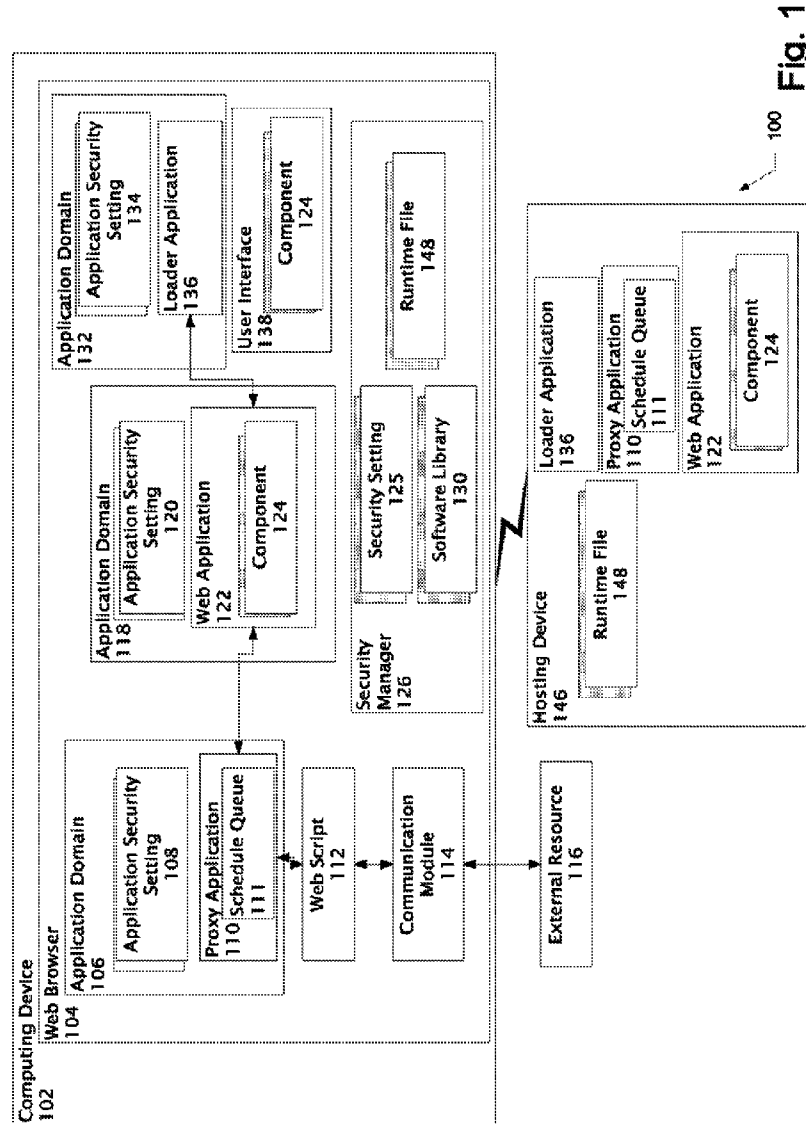 Computing Device
102
Web Browser
104
Application Domain
106
Application Security
Setting
108
Proxy Application
110
Schedule Queue
111
Web Script
112
Communication
Module
114
External Resource
116
Application Domain
118
Application Security
Setting
120
Web Application
122
Component
124
Application Domain
132
Application Security
Setting
134
Loader Application
136
User Interface
138
Component
124
Security
Manager
126
Security Setting
125
Software Library
130
Runtime File
148
Hosting Device
146
Runtime File
148
Loader Application
136
Proxy Application
110
Schedule Queue
111
Web Application
122
Component
124
100
Fig. 1